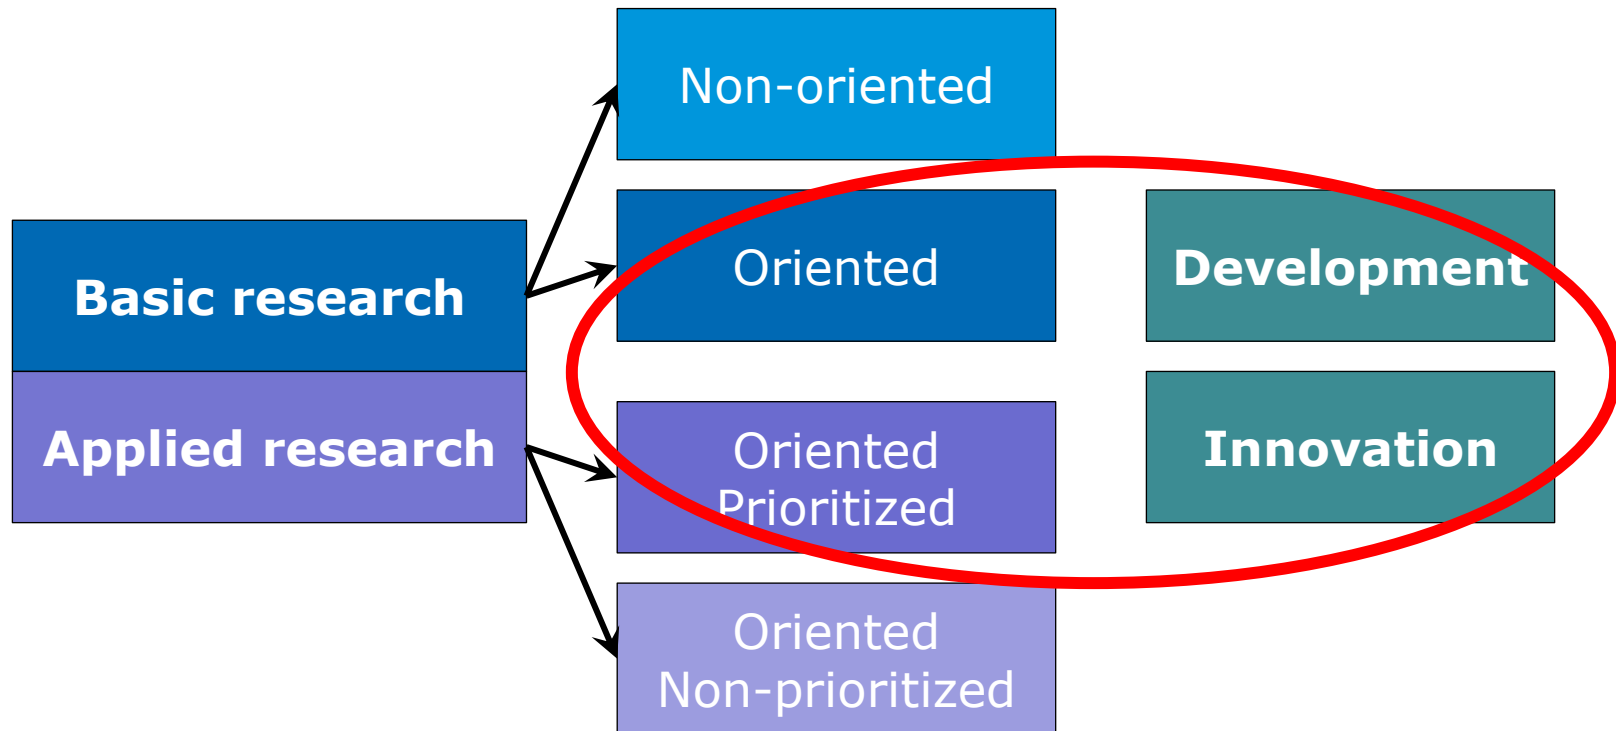 Non-oriented
Basic research
Oriented
Development
Applied research
Oriented
Prioritized
Innovation
Oriented
Non-prioritized